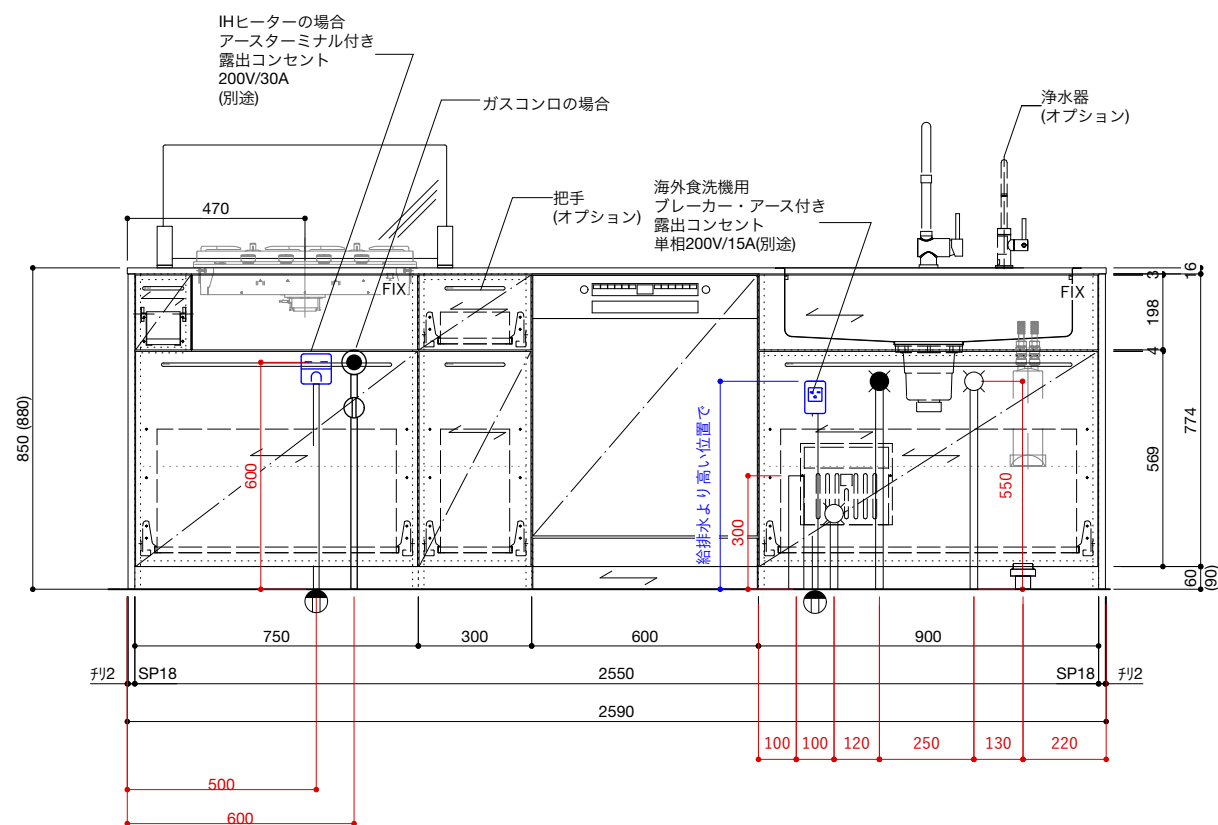 IHヒーターの場合
アースターミナル付き
露出コンセント
200V/30A
(別途)
ガスコンロの場合
浄水器
(オプション)
把手
(オプション)
海外食洗機用
ブレーカー・アース付き
露出コンセント
単相200V/15A(別途)
470
FIX
FIX
16
3
198
4
850 (880)
774
569
600
給排水より高い位置で
300
550
60
(90)
750
300
600
900
チリ2
SP18
2550
SP18
チリ2
2590
100
100
120
250
130
220
500
600